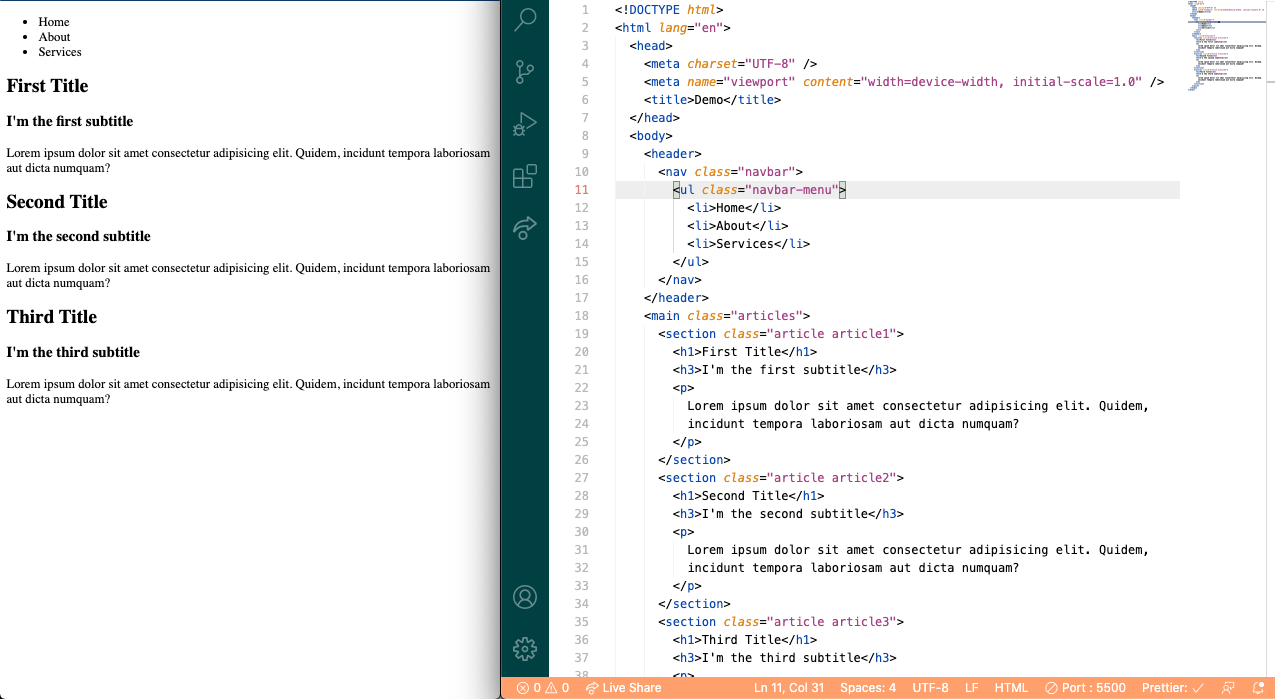 Home
About
Services
First Title
I'm the first subtitle
Lorem ipsum dolor sit amet consectetur adipisicing elit. Quidem, incidunt tempora laboriosam
aut dicta numquam?
Second Title
I'm the second subtitle
Lorem ipsum dolor sit amet consectetur adipisicing elit. Quidem, incidunt tempora laboriosam
aut dicta numquam?
Third Title
I'm the third subtitle
Lorem ipsum dolor sit amet consectetur adipisicing elit. Quidem, incidunt tempora laboriosam
aut dicta numquam?
1 <!DOCTYPE html>
2 <html lang="en">
3 <head>
4 <meta charset="UTF-8" />
5 <meta name="viewport" content="width=device-width, initial-scale=1.0" />
6 <title>Demo</title>
7 </head>
8 <body>
9 <header>
10 <nav class="navbar">
11 <ul class="navbar-menu">
12 <li>Home</li>
13 <li>About</li>
14 <li>Services</li>
15 </ul>
16 </nav>
17 </header>
18 <main class="articles">
19 <section class="article article1">
20 <h1>First Title</h1>
21 <h3>I'm the first subtitle</h3>
22 <p>
23 Lorem ipsum dolor sit amet consectetur adipisicing elit. Quidem,
24 incidunt tempora laboriosam aut dicta numquam?
25 </p>
26 </section>
27 <section class="article article2">
28 <h1>Second Title</h1>
29 <h3>I'm the second subtitle</h3>
30 <p>
31 Lorem ipsum dolor sit amet consectetur adipisicing elit. Quidem,
32 incidunt tempora laboriosam aut dicta numquam?
33 </p>
34 </section>
35 <section class="article article3">
36 <h1>Third Title</h1>
37 <h3>I'm the third subtitle</h3>
38 <p>
0 0 Live Share Ln 11, Col 31 Spaces: 4 UTF-8 LF HTML Port : 5500 Prettier: